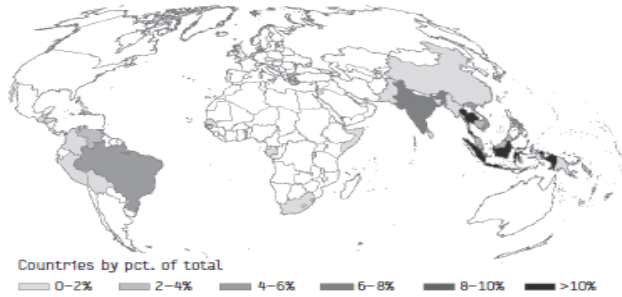 Countries by pct. of total
0–2% 2–4% 4–6% 6–8% 8–10% >10%